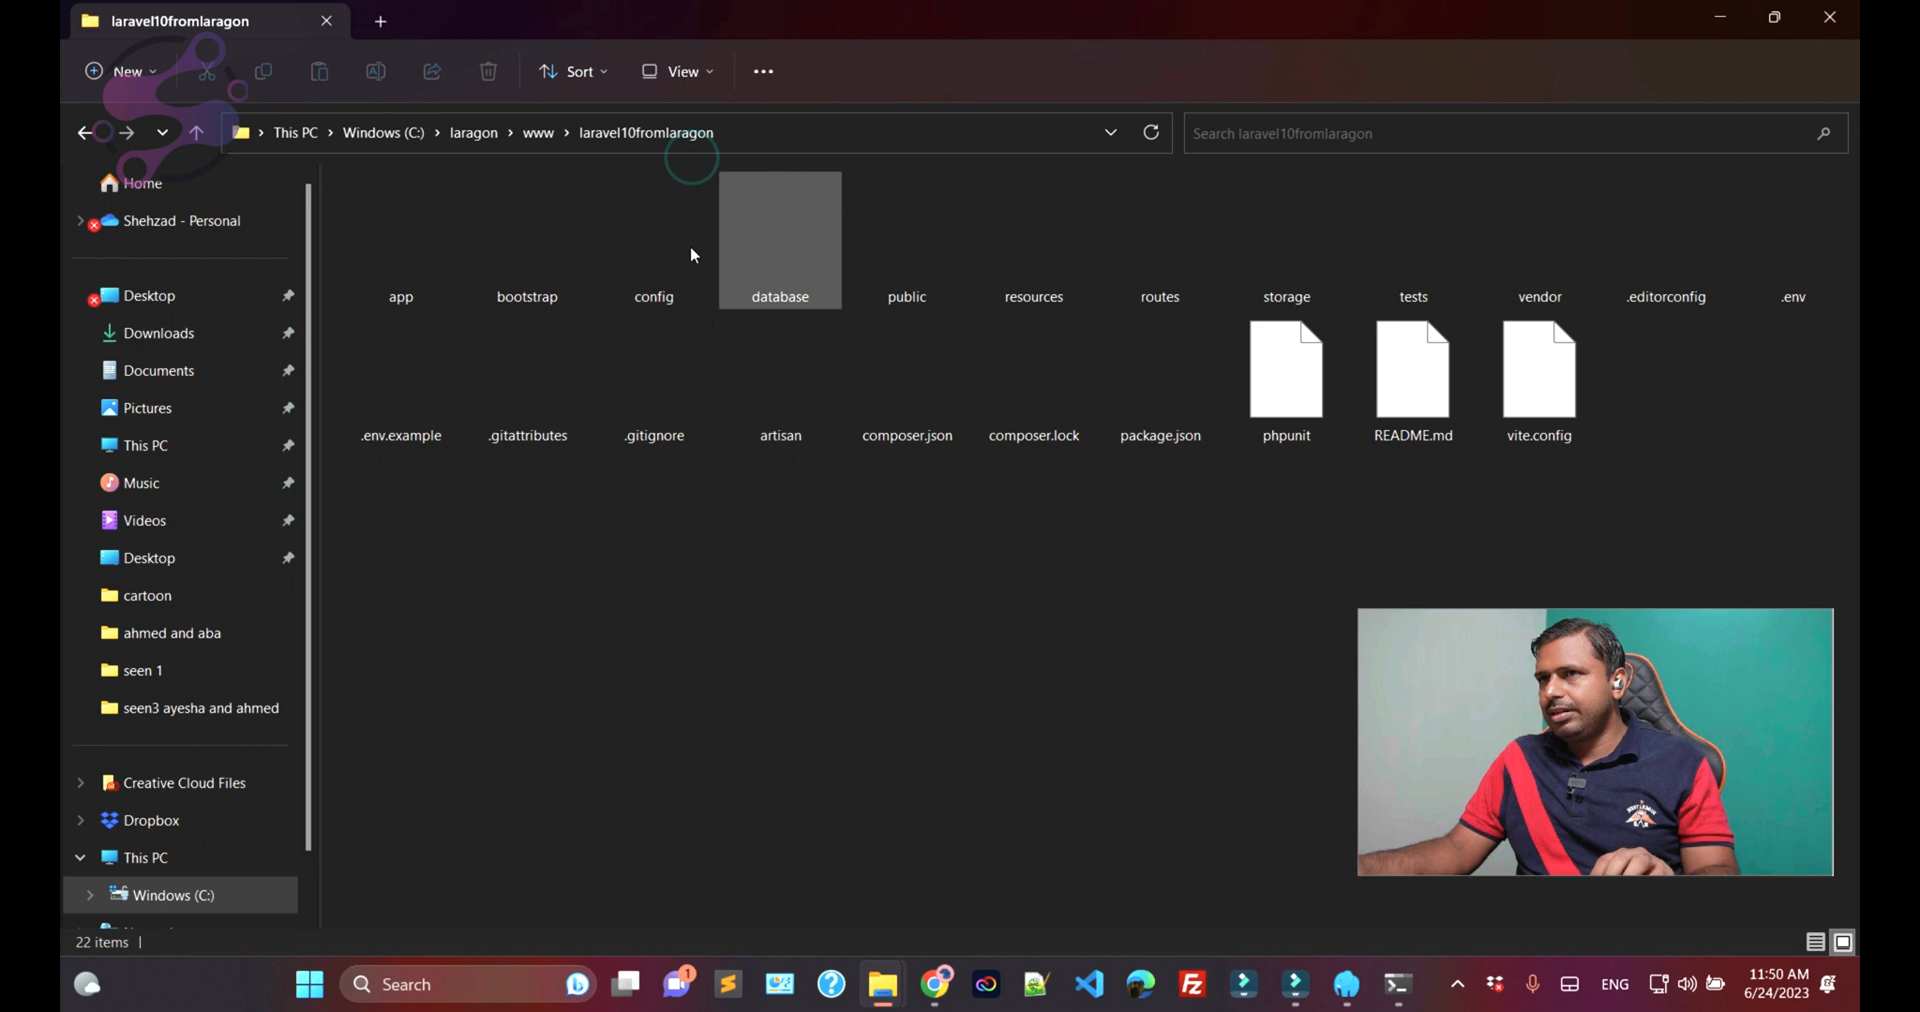 laravel10fromlaragon
New
Sort
View
This PC > Windows (C:) > laragon > www > laravel10fromlaragon
Search laravel10fromlaragon
Home
Shehzad - Personal
Desktop
Downloads
Documents
Pictures
This PC
Music
Videos
Desktop
cartoon
ahmed and aba
seen 1
seen3 ayesha and ahmed
Creative Cloud Files
Dropbox
This PC
Windows (C:)
app bootstrap config database public resources routes storage tests vendor .editorconfig .env
.env.example .gitattributes .gitignore artisan composer.json composer.lock package.json phpunit README.md vite.config
22 items
Search
1
Fz
ENG
11:50 AM
6/24/2023